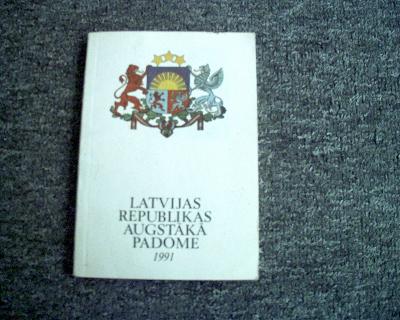 LATVIJAS
REPUBLIKAS
AUGSTĀKĀ
PADOME
1991